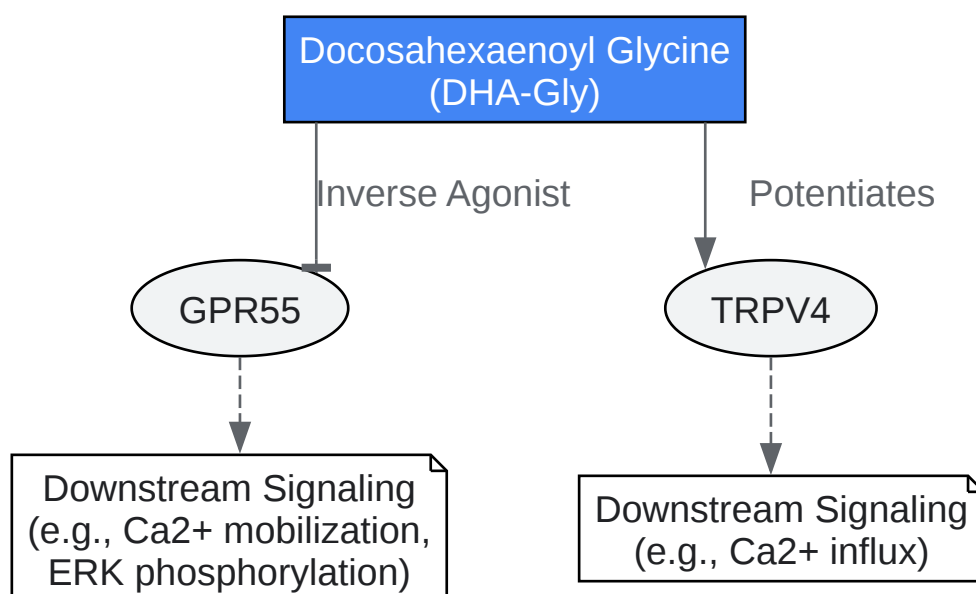 Docosahexaenoyl Glycine
(DHA-Gly)
Inverse Agonist
Potentiates
GPR55
TRPV4
Downstream Signaling
(e.g., Ca2+ mobilization,
ERK phosphorylation)
Downstream Signaling
(e.g., Ca2+ influx)